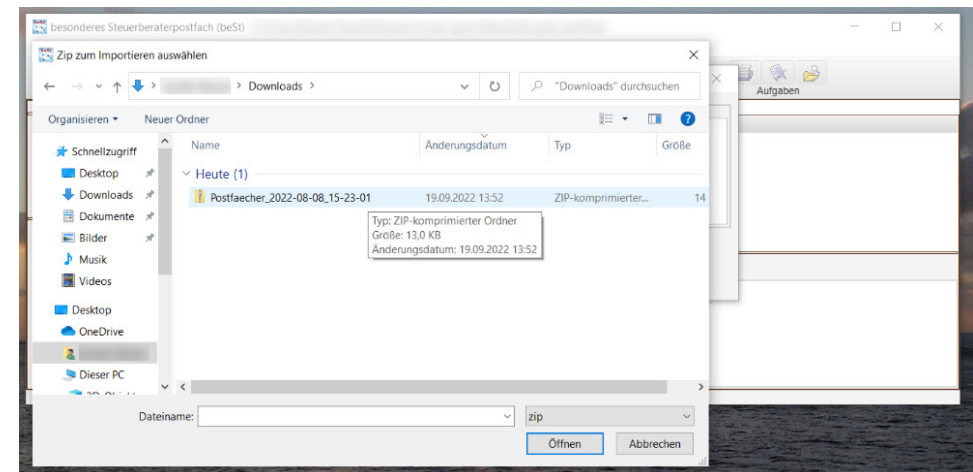 besonderes Steuerberaterpostfach (beSt)
Zip zum Importieren auswählen
Downloads
"Downloads" durchsuchen
Aufgaben
Organisieren
Neuer Ordner
Name
Änderungsdatum
Typ
Größe
Schnellzugriff
Desktop
Downloads
Dokumente
Bilder
Musik
Videos
Desktop
OneDrive
Dieser PC
Heute (1)
Postfaecher_2022-08-08_15-23-01
19.09.2022 13:52
ZIP-komprimierter...
14
Typ: ZIP-komprimierter Ordner
Größe: 13,0 KB
Änderungsdatum: 19.09.2022 13:52
Dateiname:
zip
Öffnen
Abbrechen